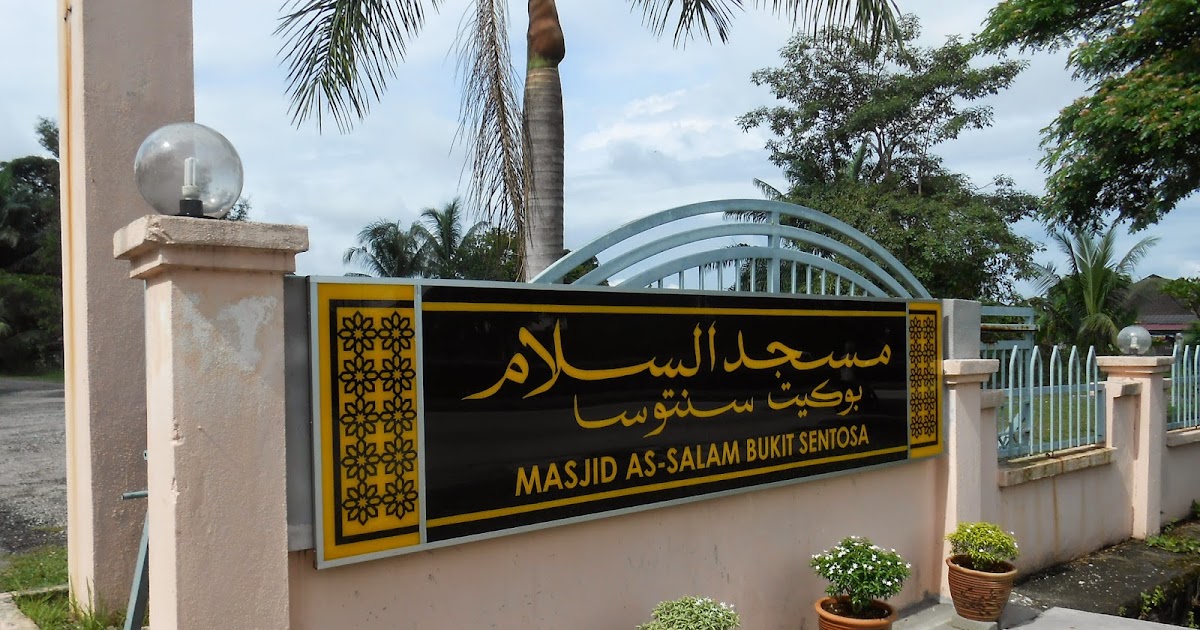 مسجد السلام
بوكيت سنتوسا
MASJID AS-SALAM BUKIT SENTOSA